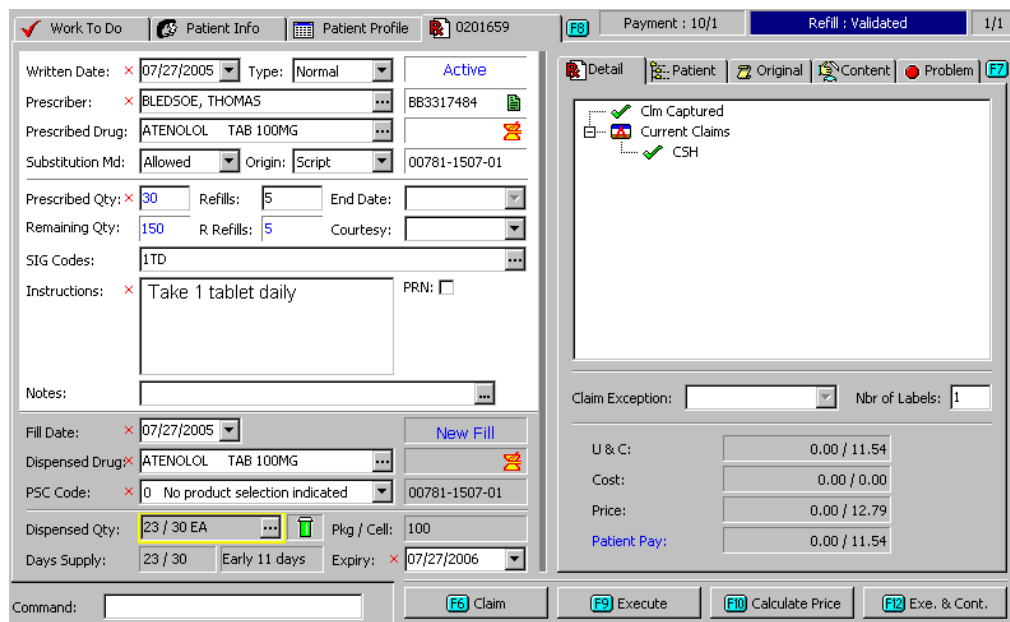 Work To Do Patient Info Patient Profile Rx 0201659 F8 Payment : 10/1 Refill : Validated 1/1
Written Date: 07/27/2005 Type: Normal Active
Prescriber: BLEDSOE, THOMAS ... BB3317484
Prescribed Drug: ATENOLOL TAB 100MG ...
Substitution Md: Allowed Origin: Script 00781-1507-01
Prescribed Qty: 30 Refills: 5 End Date:
Remaining Qty: 150 R Refills: 5 Courtesy:
SIG Codes: 1TD ...
Instructions: Take 1 tablet daily PRN:
Notes: ...
Fill Date: 07/27/2005 New Fill
Dispensed Drug: ATENOLOL TAB 100MG ...
PSC Code: 0 No product selection indicated 00781-1507-01
Dispensed Qty: 23 / 30 EA ... Pkg / Cell: 100
Days Supply: 23 / 30 Early 11 days Expiry: 07/27/2006
Command:
Rx Detail Patient Original Content Problem F7
Clm Captured
Current Claims
CSH
Claim Exception: Nbr of Labels: 1
U & C: 0.00 / 11.54
Cost: 0.00 / 0.00
Price: 0.00 / 12.79
Patient Pay: 0.00 / 11.54
F6 Claim F9 Execute F10 Calculate Price F12 Exe. & Cont.